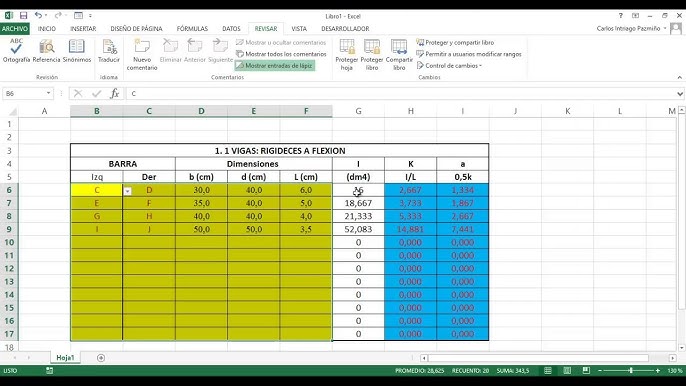 Libro1 - Excel
ARCHIVO INICIO INSERTAR DISEÑO DE PÁGINA FÓRMULAS DATOS REVISAR VISTA DESARROLLADOR Carlos Intriago Pazmiño
Ortografía Referencia Sinónimos Traducir Nuevo comentario Eliminar Anterior Siguiente
Mostrar u ocultar comentarios
Mostrar todos los comentarios
Mostrar entradas de lápiz
Proteger hoja Proteger libro Compartir libro
Proteger y compartir libro
Permitir a usuarios modificar rangos
Control de cambios
Revisión Idioma Comentarios Cambios
B6 fx C
A B C D E F G H I J K L M
1
2
3 1. 1 VIGAS: RIGIDECES A FLEXION
4 BARRA Dimensiones I K a
5 Izq Der b (cm) d (cm) L (cm) (dm4) I/L 0,5k
6 C D 30,0 40,0 6,0 2,667 1,334
7 E F 35,0 40,0 5,0 18,667 3,733 1,867
8 G H 40,0 40,0 4,0 21,333 5,333 2,667
9 I J 50,0 50,0 3,5 52,083 14,881 7,441
10 0 0,000 0,000
11 0 0,000 0,000
12 0 0,000 0,000
13 0 0,000 0,000
14 0 0,000 0,000
15 0 0,000 0,000
16 0 0,000 0,000
17 0 0,000 0,000
18
Hoja1
LISTO PROMEDIO: 28,625 RECUENTO: 20 SUMA: 343,5 130 %